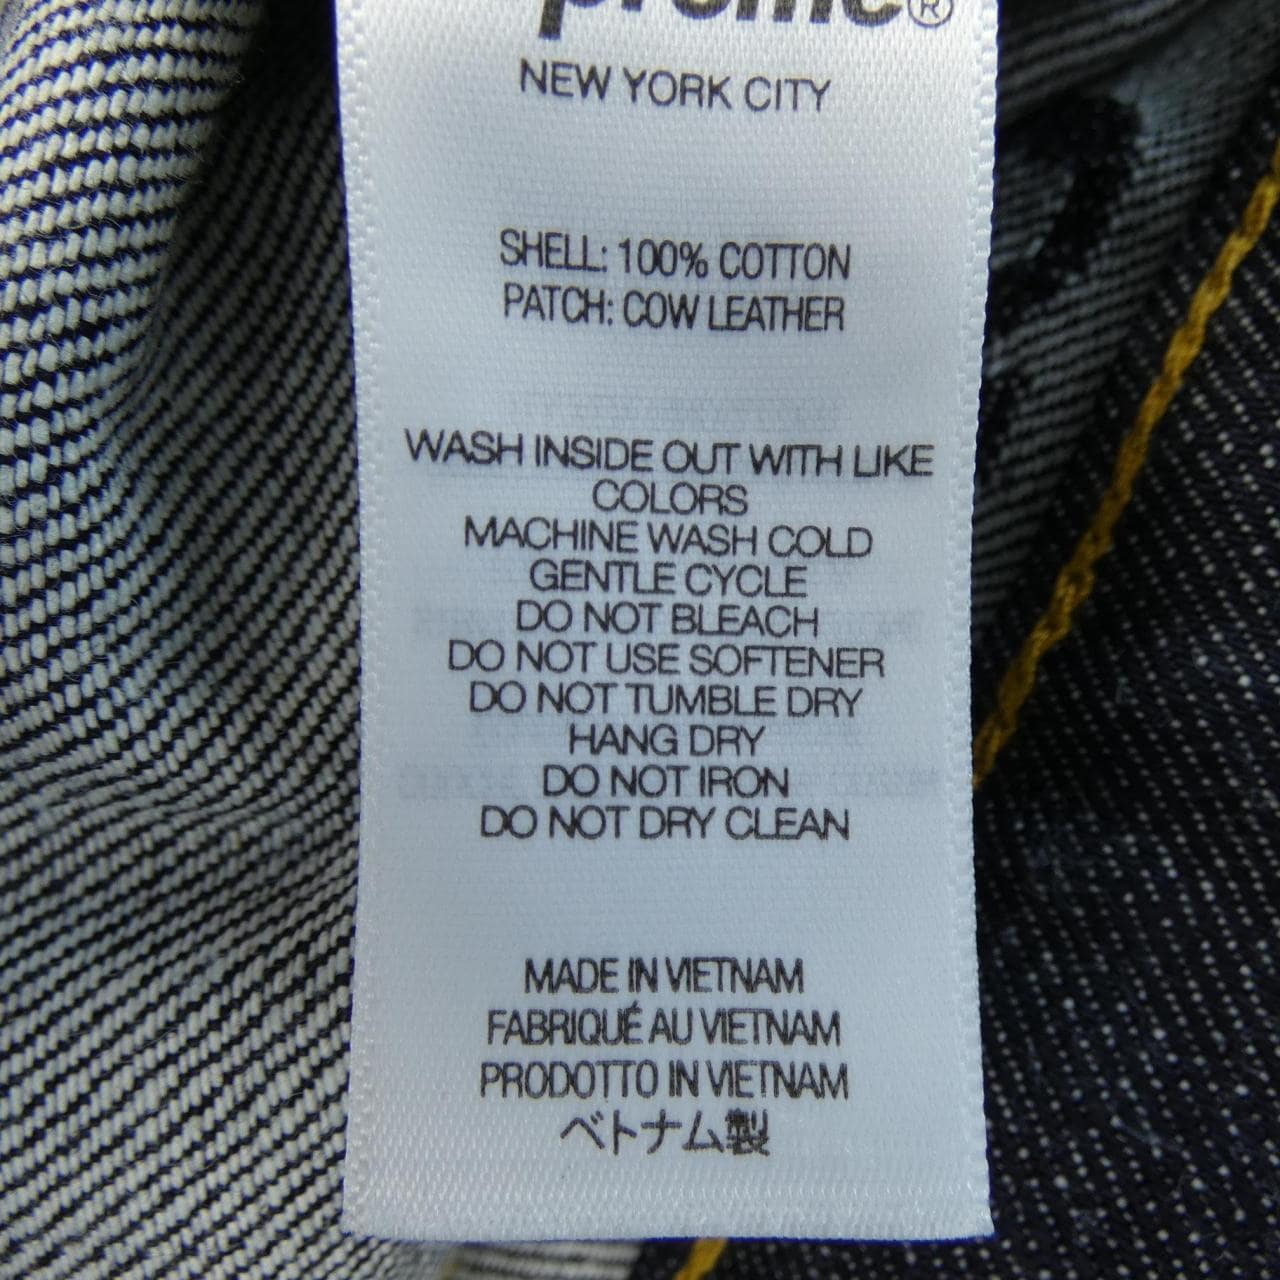 preme®
NEW YORK CITY
SHELL: 100% COTTON
PATCH: COW LEATHER
WASH INSIDE OUT WITH LIKE
COLORS
MACHINE WASH COLD
GENTLE CYCLE
DO NOT BLEACH
DO NOT USE SOFTENER
DO NOT TUMBLE DRY
HANG DRY
DO NOT IRON
DO NOT DRY CLEAN
MADE IN VIETNAM
FABRIQUÉ AU VIETNAM
PRODOTTO IN VIETNAM
ベトナム製